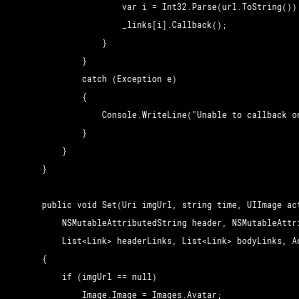 var i = Int32.Parse(url.ToString())
_links[i].Callback();
}
}
catch (Exception e)
{
Console.WriteLine("Unable to callback on
}
}
}
public void Set(Uri imgUrl, string time, UIImage act
NSMutableAttributedString header, NSMutableAttri
List<Link> headerLinks, List<Link> bodyLinks, Ac
{
if (imgUrl == null)
Image.Image = Images.Avatar;